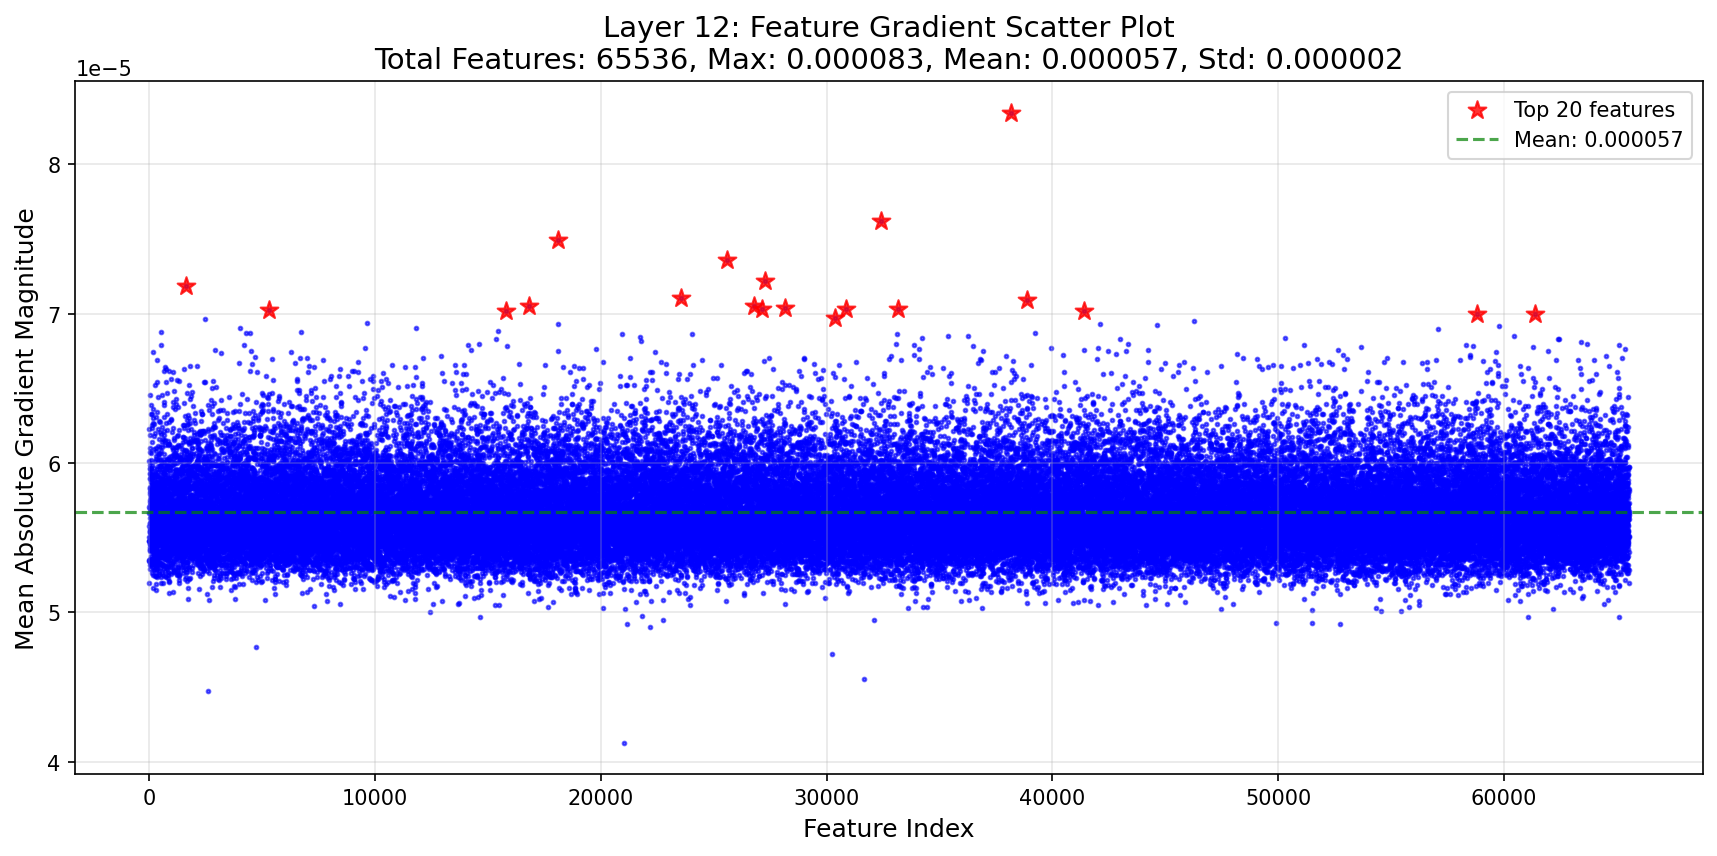 Layer 12: Feature Gradient Scatter Plot
Total Features: 65536, Max: 0.000083, Mean: 0.000057, Std: 0.000002
1e−5
Top 20 features
Mean: 0.000057
8
7
6
5
4
Mean Absolute Gradient Magnitude
0 10000 20000 30000 40000 50000 60000
Feature Index